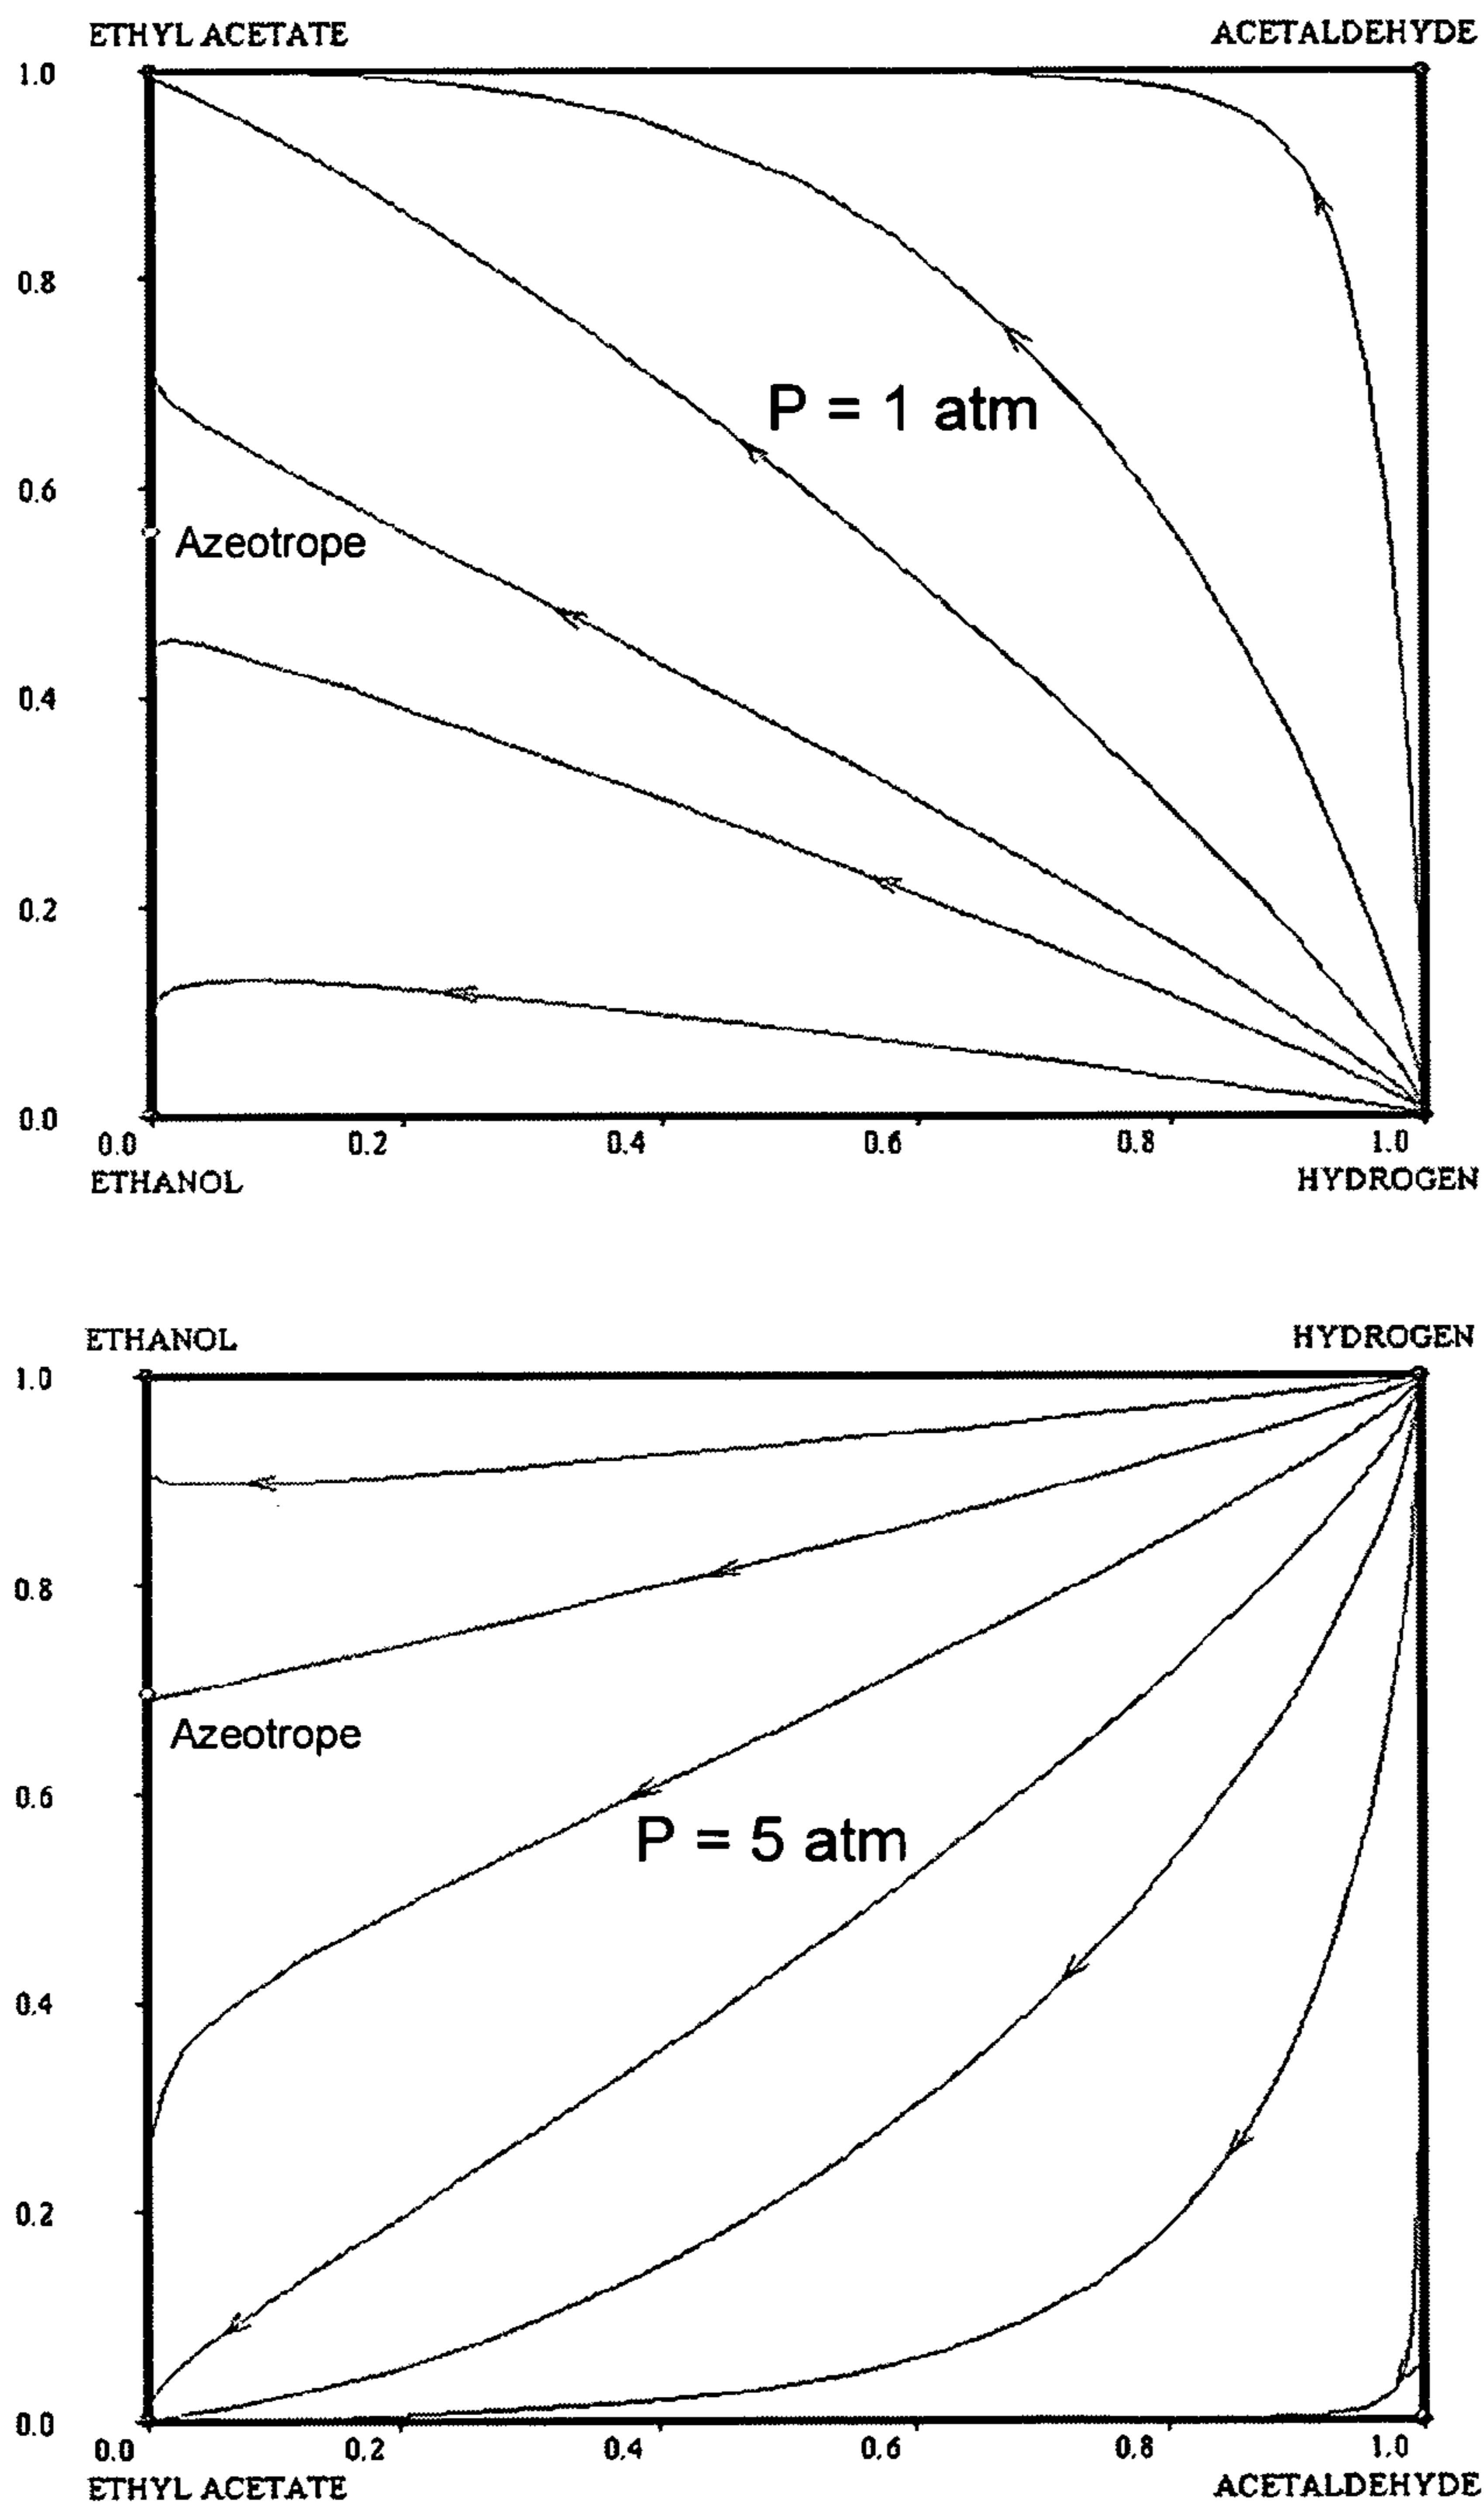 ETHYL ACETATE ACETALDEHYDE
1.0
0.8
P = 1 atm
0.6
Azeotrope
0.4
0.2
0.0
0.0 0.2 0.4 0.6 0.8 1.0
ETHANOL HYDROGEN
ETHANOL HYDROGEN
1.0
0.8
Azeotrope
0.6
P = 5 atm
0.4
0.2
0.0
0.0 0.2 0.4 0.6 0.8 1.0
ETHYL ACETATE ACETALDEHYDE